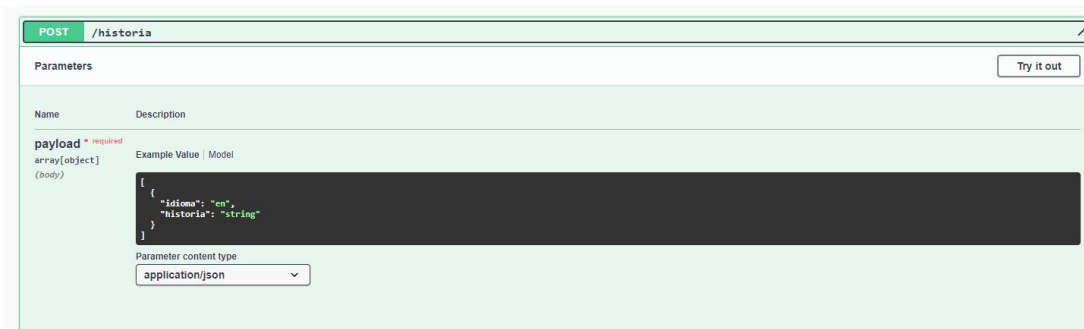 POST /historia
Parameters Try it out
Name Description
payload * required
array[object]
(body)
Example Value | Model
[
{
"idioma": "en",
"historia": "string"
}
]
Parameter content type
application/json